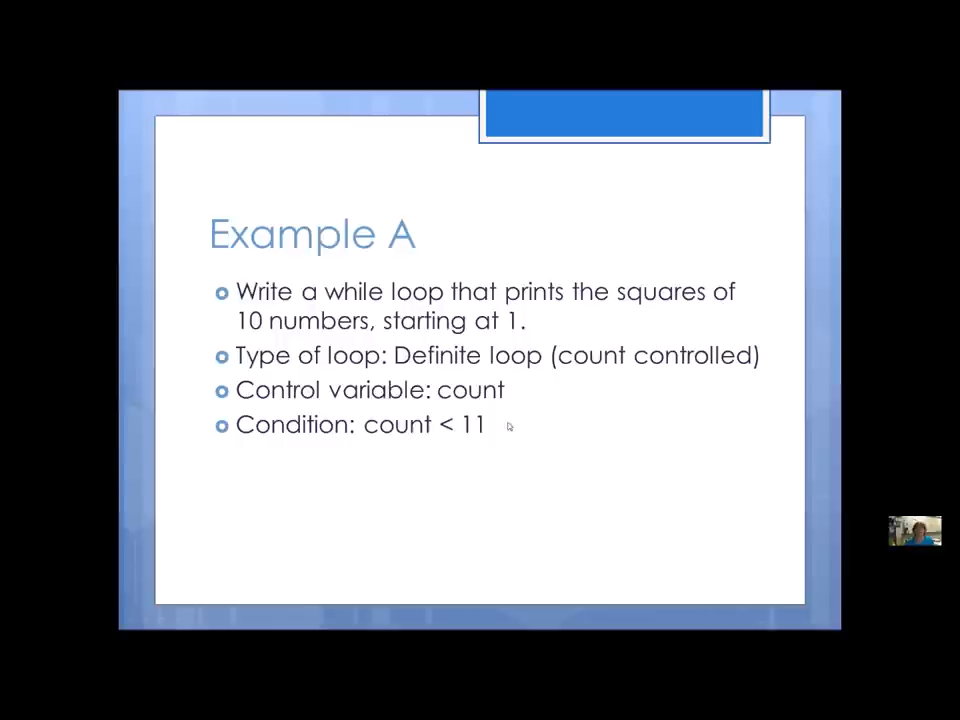 Example A
Write a while loop that prints the squares of
10 numbers, starting at 1.
Type of loop: Definite loop (count controlled)
Control variable: count
Condition: count < 11